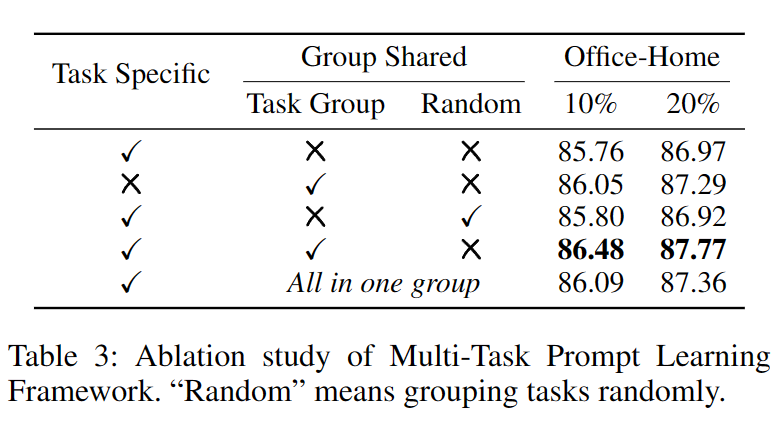 Task Specific Group Shared Office-Home
Task Group Random 10% 20%
✓ ✗ ✗ 85.76 86.97
✗ ✓ ✗ 86.05 87.29
✓ ✗ ✓ 85.80 86.92
✓ ✓ ✗ 86.48 87.77
✓ All in one group 86.09 87.36
Table 3: Ablation study of Multi-Task Prompt Learning
Framework. “Random” means grouping tasks randomly.